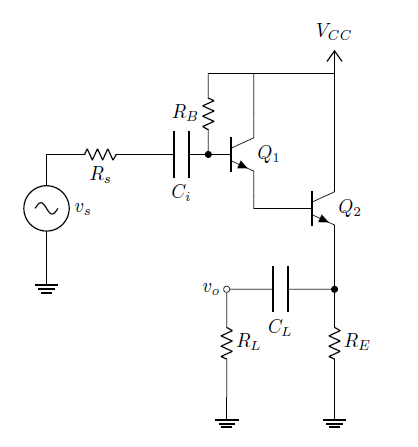 V_CC
R_B
Q_1
R_s
C_i
Q_2
v_s
v_o
C_L
R_L
R_E